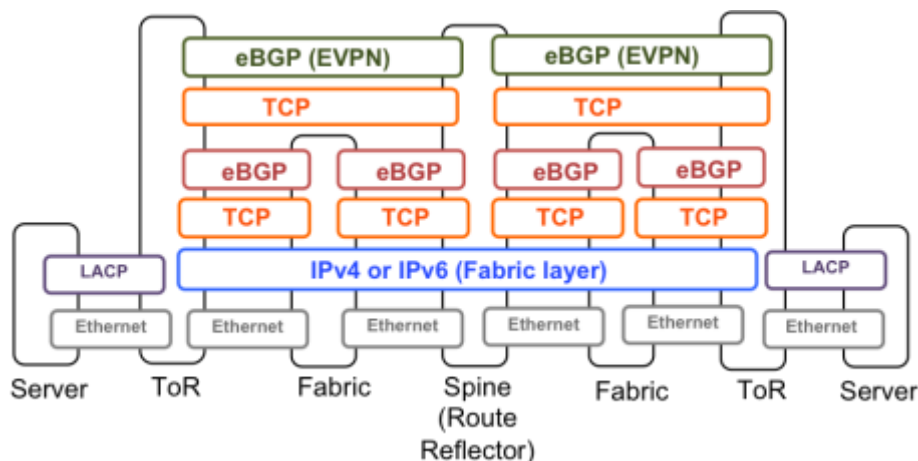 eBGP (EVPN) eBGP (EVPN)
TCP TCP
eBGP eBGP eBGP eBGP
TCP TCP TCP TCP
LACP IPv4 or IPv6 (Fabric layer) LACP
Ethernet Ethernet Ethernet Ethernet Ethernet Ethernet
Server ToR Fabric Spine Fabric ToR Server
(Route
Reflector)